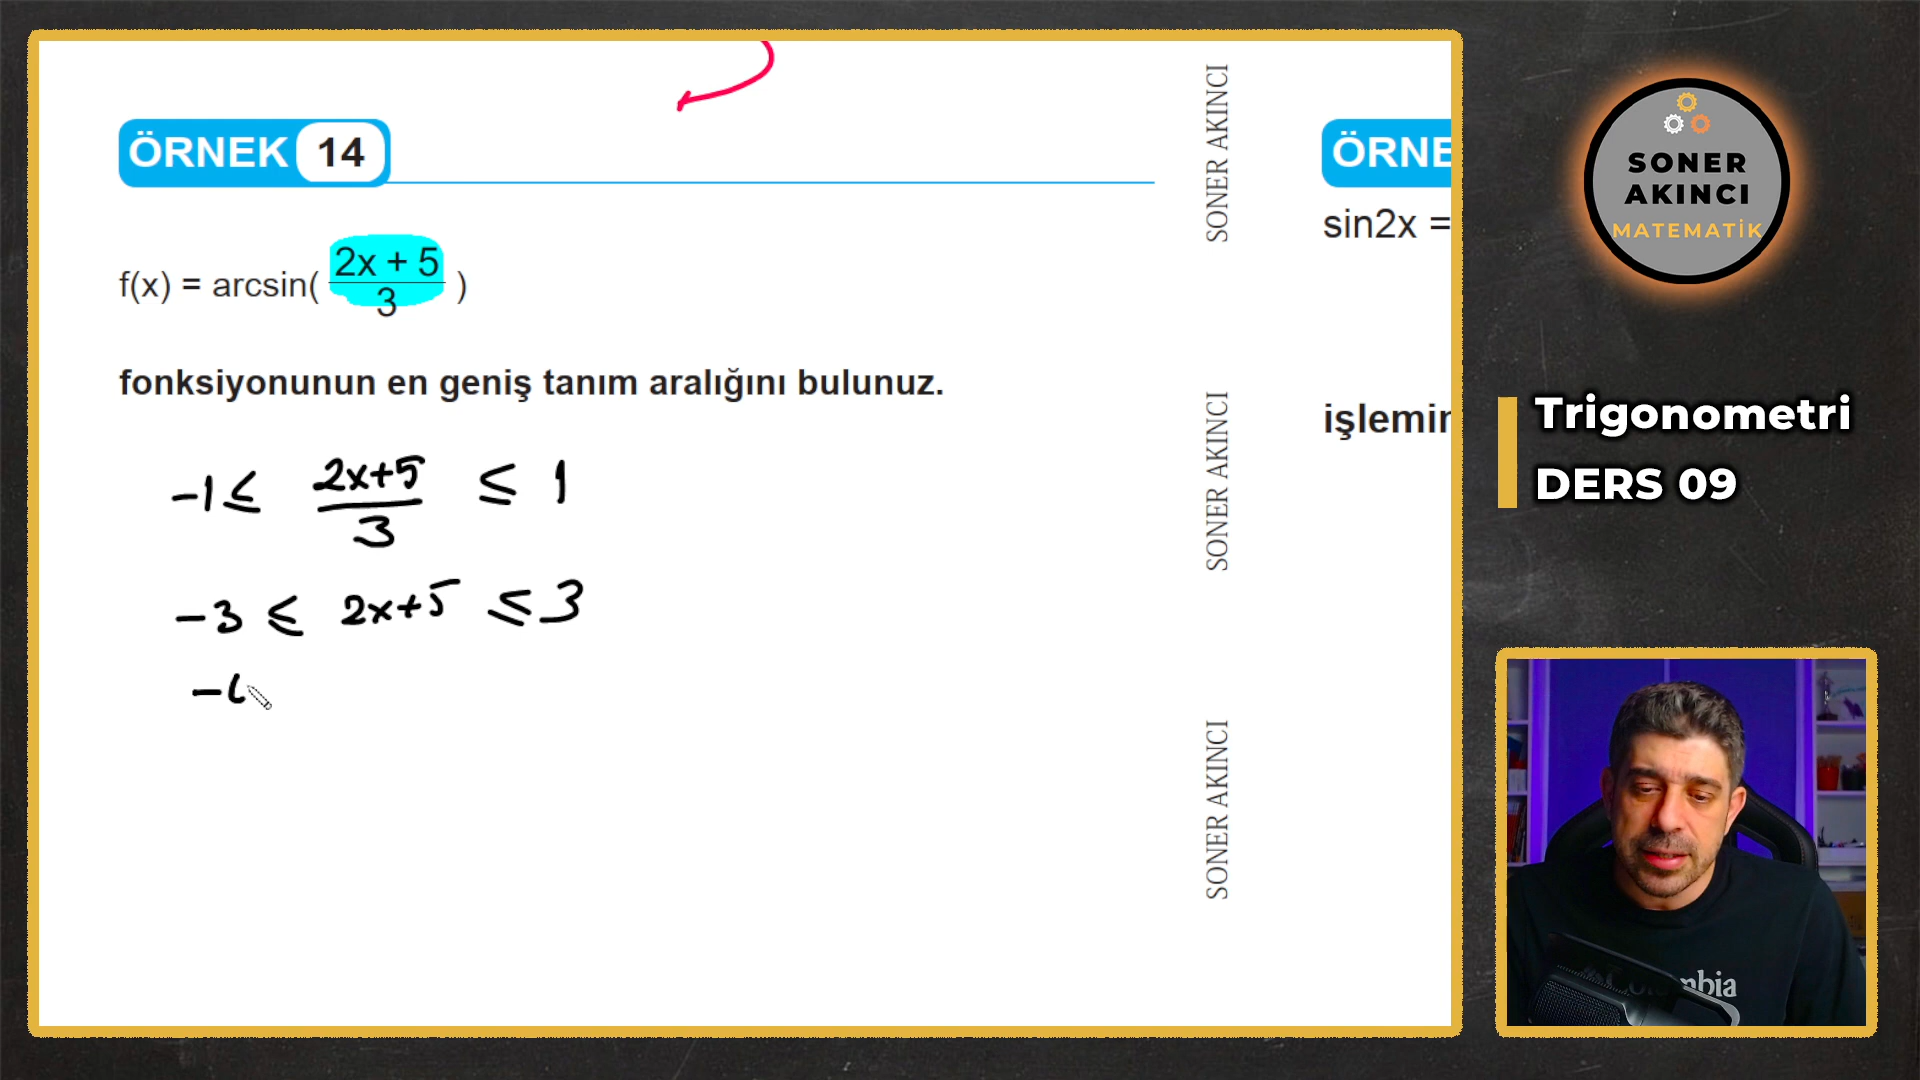 ÖRNEK 14
f(x) = arcsin( 2x + 5 / 3 )
fonksiyonunun en geniş tanım aralığını bulunuz.
-1 ≤ 2x+5 / 3 ≤ 1
-3 ≤ 2x+5 ≤ 3
SONER AKINCI
SONER AKINCI
SONER AKINCI
ÖRNE
sin2x =
işlemin
SONER
AKINCI
MATEMATİK
Trigonometri
DERS 09